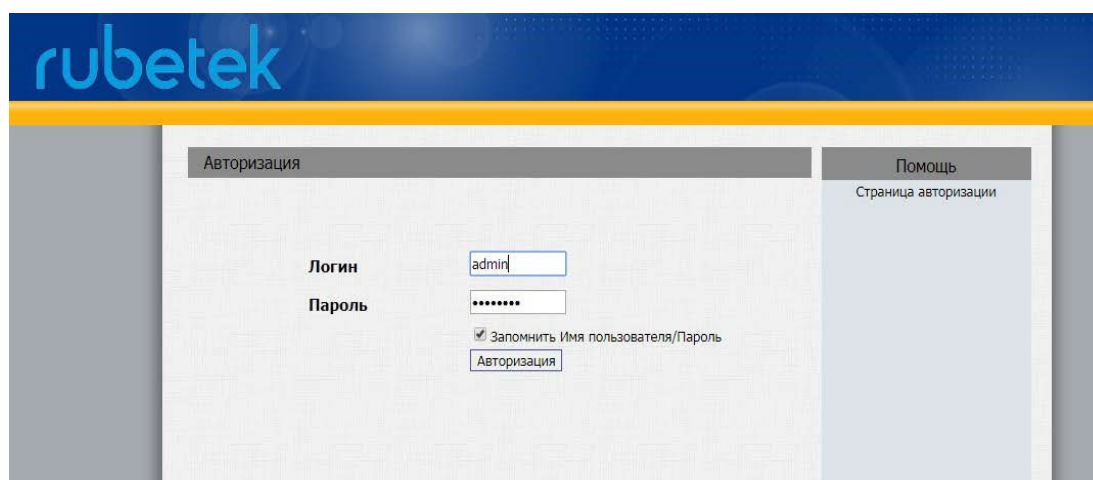 rubetek
Авторизация
Помощь
Страница авторизации
Логин
admin
Пароль
••••••••
Запомнить Имя пользователя/Пароль
Авторизация